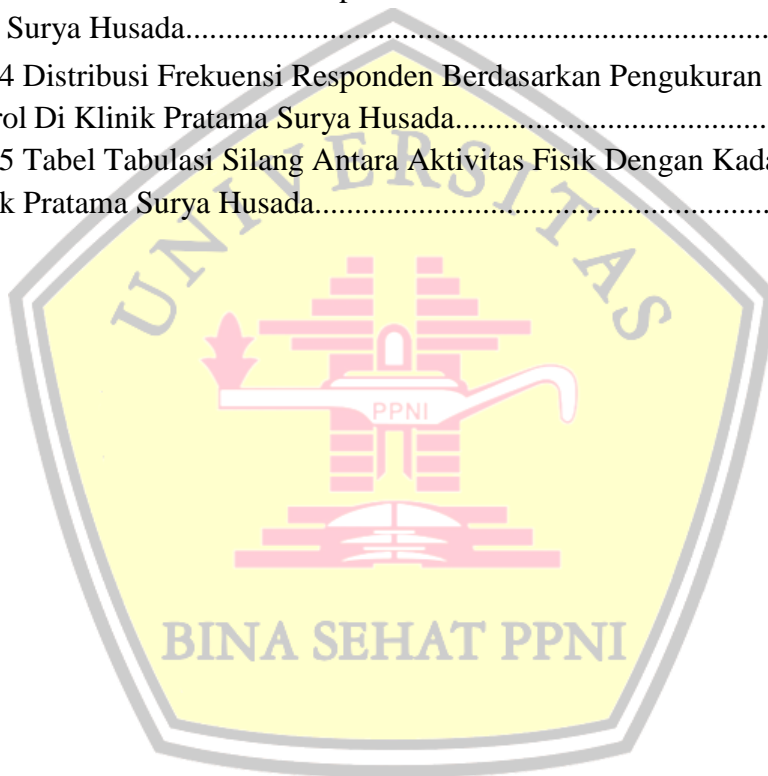 Surya Husada....................................................................
4 Distribusi Frekuensi Responden Berdasarkan Pengukuran
rol Di Klinik Pratama Surya Husada.......................................
5 Tabel Tabulasi Silang Antara Aktivitas Fisik Dengan Kada
k Pratama Surya Husada........................................................
UNIVERSITAS
PPNI
BINA SEHAT PPNI